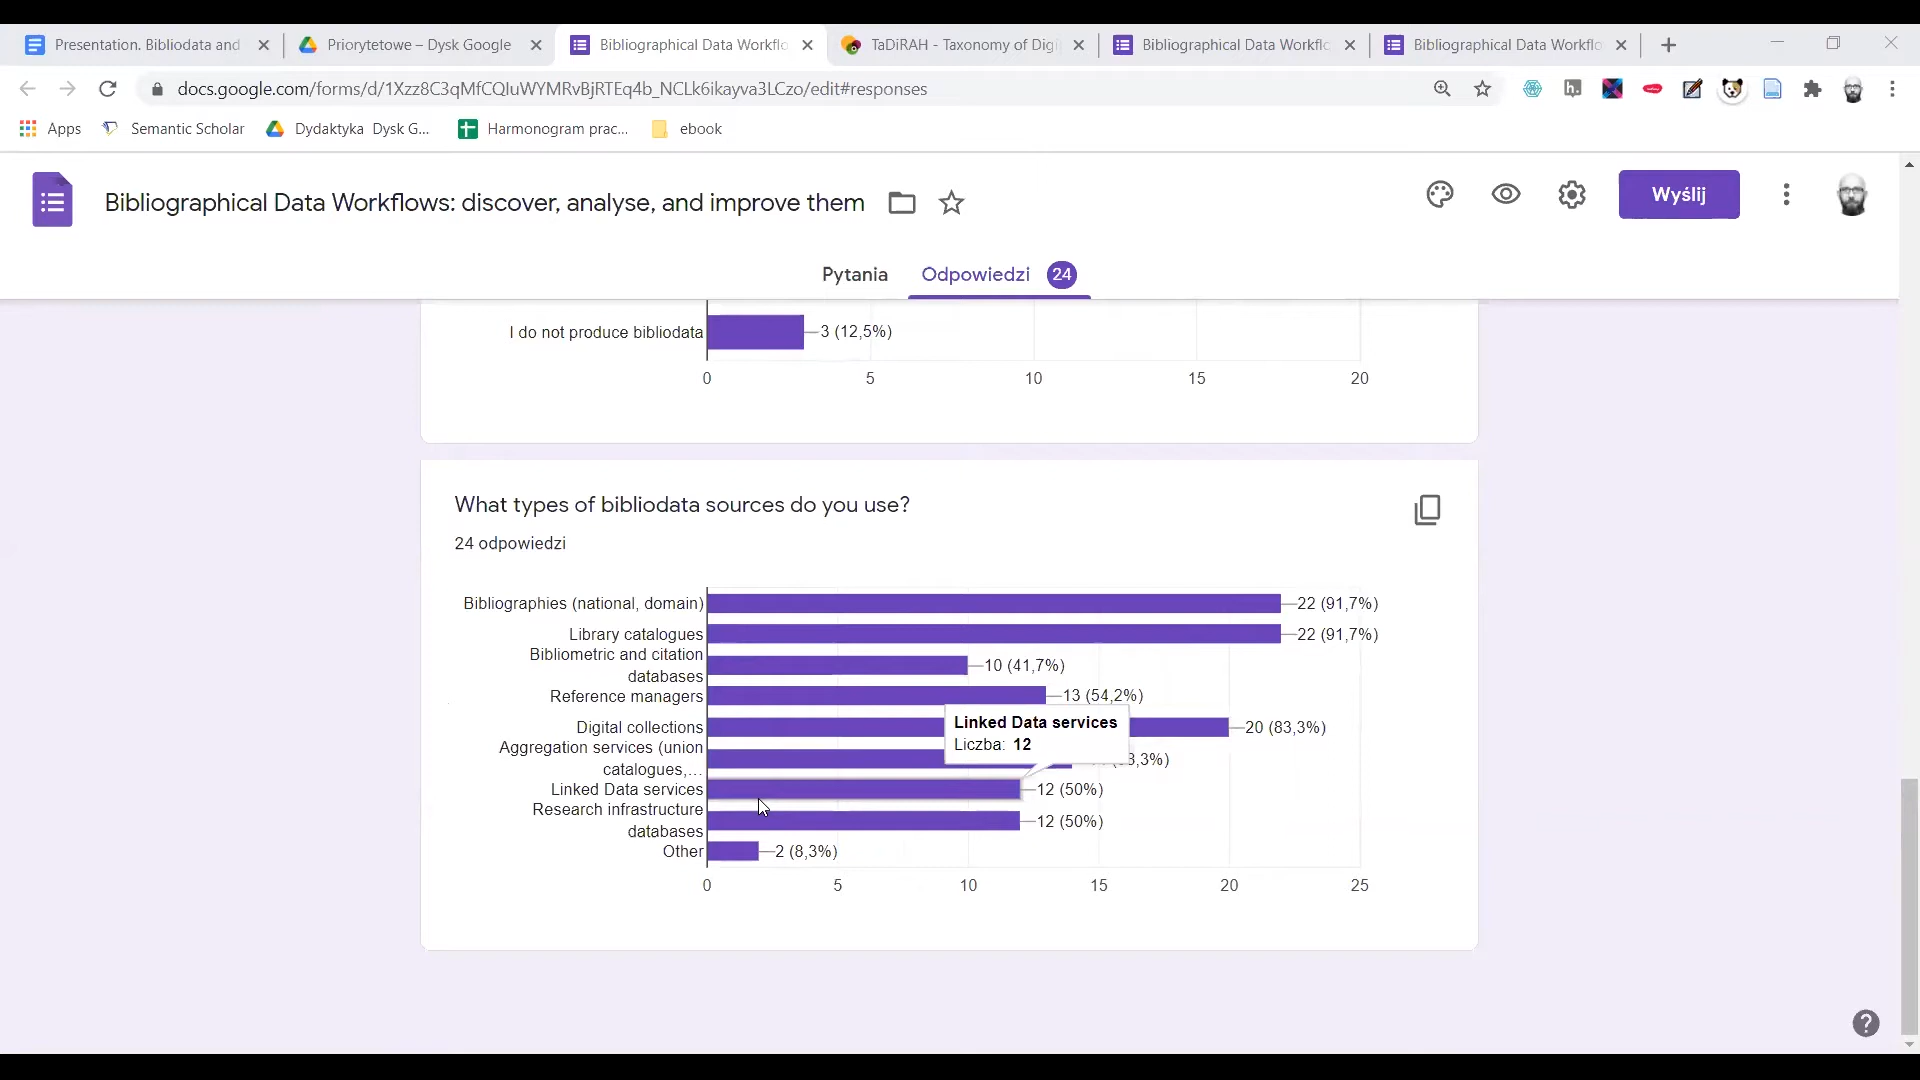 Presentation. Bibliodata and
Priorytetowe – Dysk Google
Bibliographical Data Workflo
TaDiRAH - Taxonomy of Digi
Bibliographical Data Workflo
Bibliographical Data Workflo
docs.google.com/forms/d/1Xzz8C3qMfCQIuWYMRvBjRTEq4b_NCLk6ikayva3LCzo/edit#responses
Apps
Semantic Scholar
Dydaktyka Dysk G...
Harmonogram prac...
ebook
Bibliographical Data Workflows: discover, analyse, and improve them
Wyślij
Pytania
Odpowiedzi 24
I do not produce bibliodata
3 (12,5%)
0 5 10 15 20
What types of bibliodata sources do you use?
24 odpowiedzi
Bibliographies (national, domain)
22 (91,7%)
Library catalogues
22 (91,7%)
Bibliometric and citation
databases
10 (41,7%)
Reference managers
13 (54,2%)
Digital collections
20 (83,3%)
Aggregation services (union
catalogues,...
Linked Data services
Liczba: 12
Linked Data services
12 (50%)
Research infrastructure
databases
12 (50%)
Other
2 (8,3%)
0 5 10 15 20 25